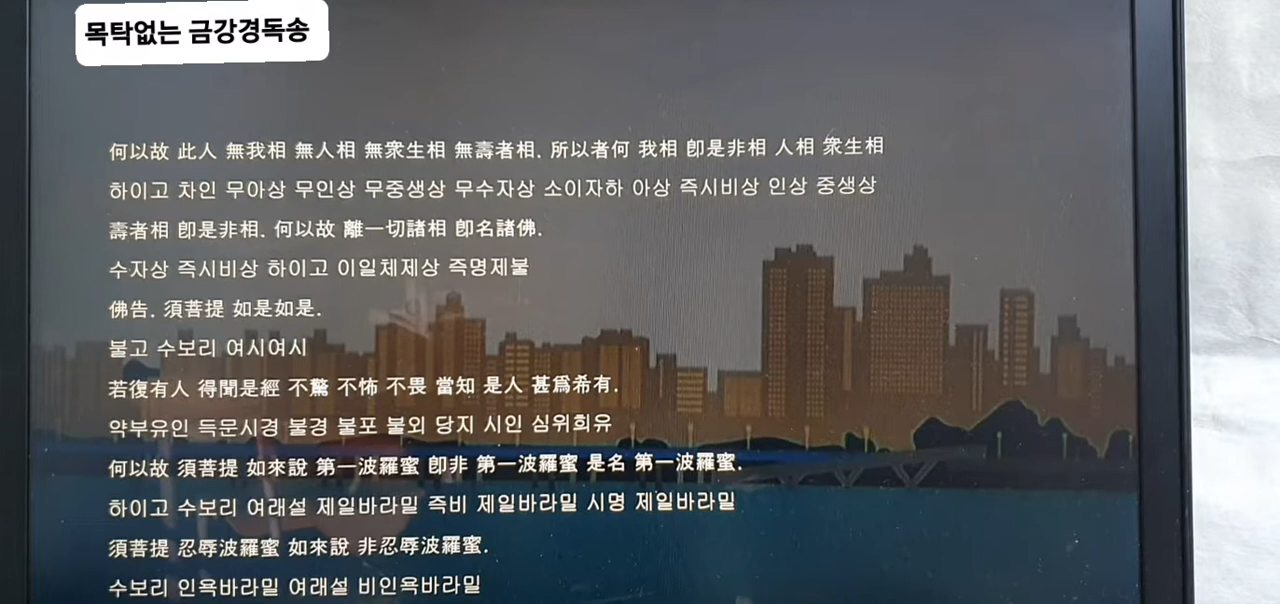 목탁없는 금강경독송
何以故 此人 無我相 無人相 無衆生相 無壽者相. 所以者何 我相 卽是非相 人相 衆生相
하이고 차인 무아상 무인상 무중생상 무수자상 소이자하 아상 즉시비상 인상 중생상
壽者相 卽是非相. 何以故 離一切諸相 卽名諸佛.
수자상 즉시비상 하이고 이일체제상 즉명제불
佛告. 須菩提 如是如是.
불고 수보리 여시여시
若復有人 得聞是經 不驚 不怖 不畏 當知 是人 甚爲希有.
약부유인 득문시경 불경 불포 불외 당지 시인 심위희유
何以故 須菩提 如來說 第一波羅蜜 卽非 第一波羅蜜 是名 第一波羅蜜.
하이고 수보리 여래설 제일바라밀 즉비 제일바라밀 시명 제일바라밀
須菩提 忍辱波羅蜜 如來說 非忍辱波羅蜜.
수보리 인욕바라밀 여래설 비인욕바라밀